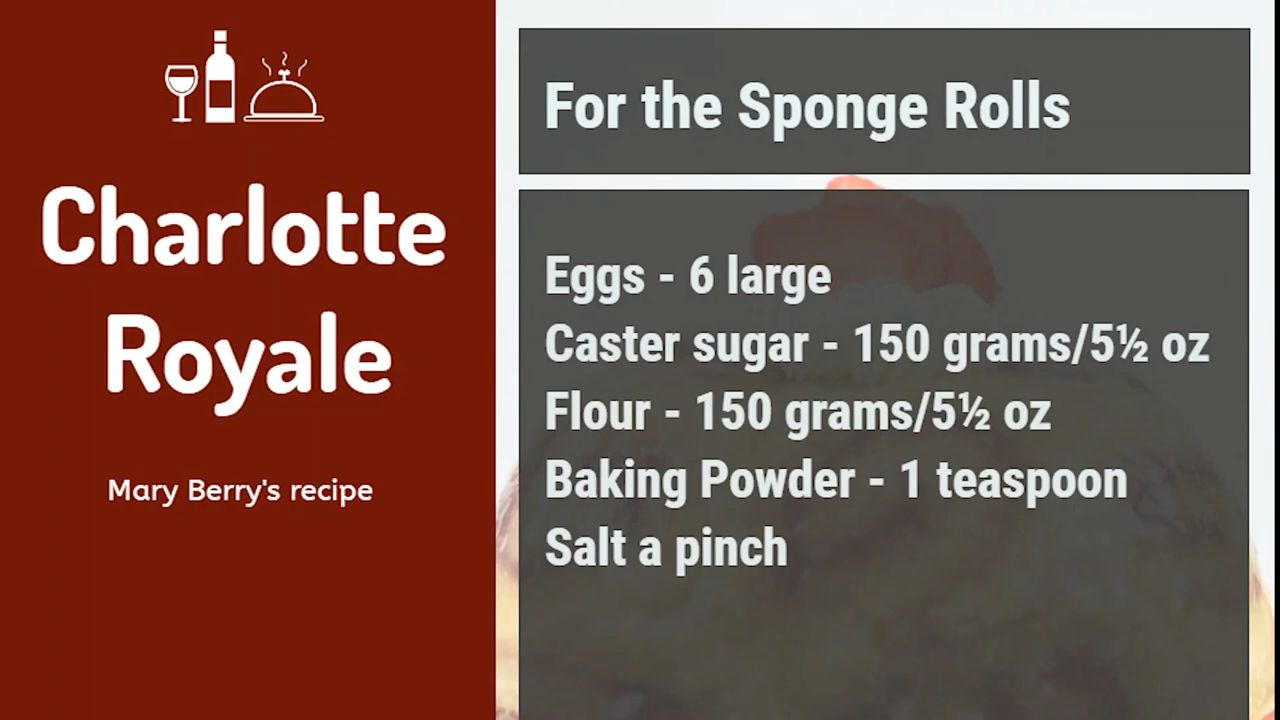 Charlotte
Royale
Mary Berry's recipe
For the Sponge Rolls
Eggs - 6 large
Caster sugar - 150 grams/5½ oz
Flour - 150 grams/5½ oz
Baking Powder - 1 teaspoon
Salt a pinch